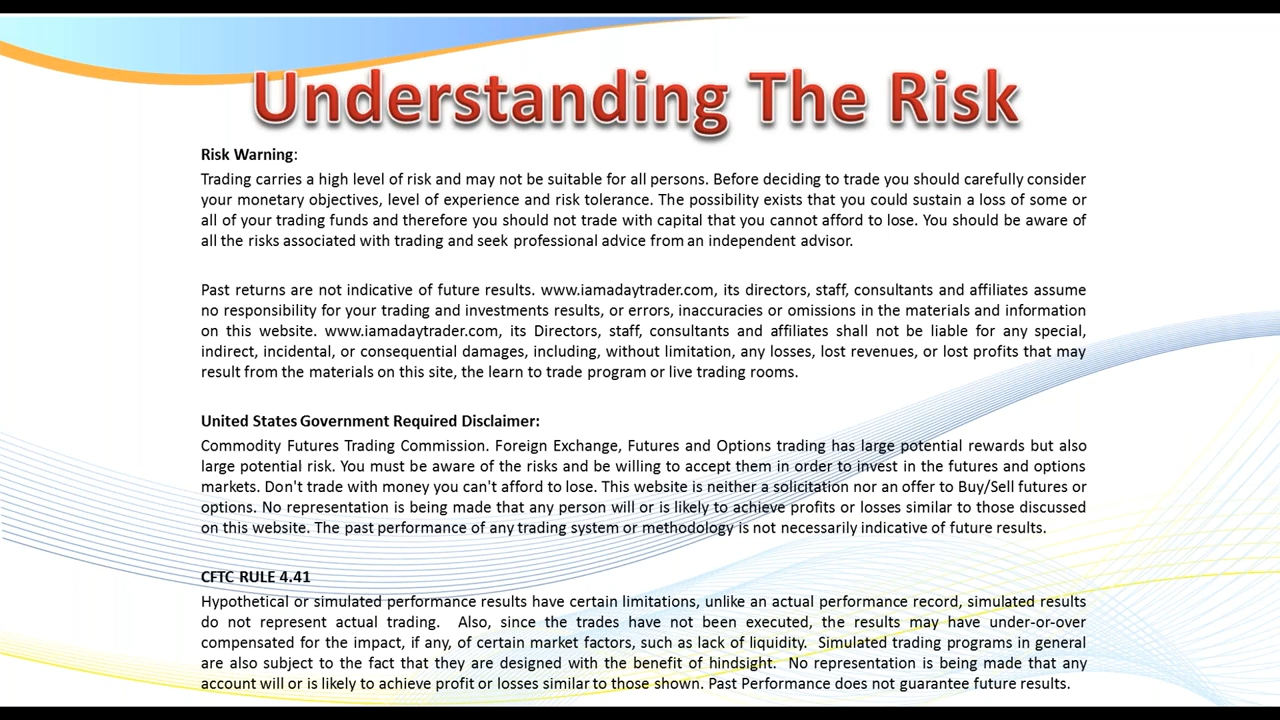 Understanding The Risk
Risk Warning:
Trading carries a high level of risk and may not be suitable for all persons. Before deciding to trade you should carefully consider
your monetary objectives, level of experience and risk tolerance. The possibility exists that you could sustain a loss of some or
all of your trading funds and therefore you should not trade with capital that you cannot afford to lose. You should be aware of
all the risks associated with trading and seek professional advice from an independent advisor.
Past returns are not indicative of future results. www.iamadaytrader.com, its directors, staff, consultants and affiliates assume
no responsibility for your trading and investments results, or errors, inaccuracies or omissions in the materials and information
on this website. www.iamadaytrader.com, its Directors, staff, consultants and affiliates shall not be liable for any special,
indirect, incidental, or consequential damages, including, without limitation, any losses, lost revenues, or lost profits that may
result from the materials on this site, the learn to trade program or live trading rooms.
United States Government Required Disclaimer:
Commodity Futures Trading Commission. Foreign Exchange, Futures and Options trading has large potential rewards but also
large potential risk. You must be aware of the risks and be willing to accept them in order to invest in the futures and options
markets. Don't trade with money you can't afford to lose. This website is neither a solicitation nor an offer to Buy/Sell futures or
options. No representation is being made that any person will or is likely to achieve profits or losses similar to those discussed
on this website. The past performance of any trading system or methodology is not necessarily indicative of future results.
CFTC RULE 4.41
Hypothetical or simulated performance results have certain limitations, unlike an actual performance record, simulated results
do not represent actual trading. Also, since the trades have not been executed, the results may have under-or-over
compensated for the impact, if any, of certain market factors, such as lack of liquidity. Simulated trading programs in general
are also subject to the fact that they are designed with the benefit of hindsight. No representation is being made that any
account will or is likely to achieve profit or losses similar to those shown. Past Performance does not guarantee future results.